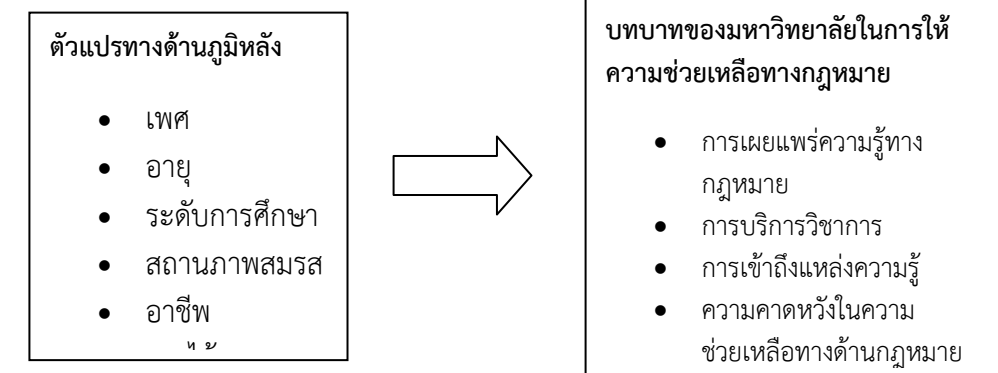 ตัวแปรทางด้านภูมิหลัง
• เพศ
• อายุ
• ระดับการศึกษา
• สถานภาพสมรส
• อาชีพ
บทบาทของมหาวิทยาลัยในการให้
ความช่วยเหลือทางกฎหมาย
• การเผยแพร่ความรู้ทาง
กฎหมาย
• การบริการวิชาการ
• การเข้าถึงแหล่งความรู้
• ความคาดหวังในความ
ช่วยเหลือทางด้านกฎหมาย